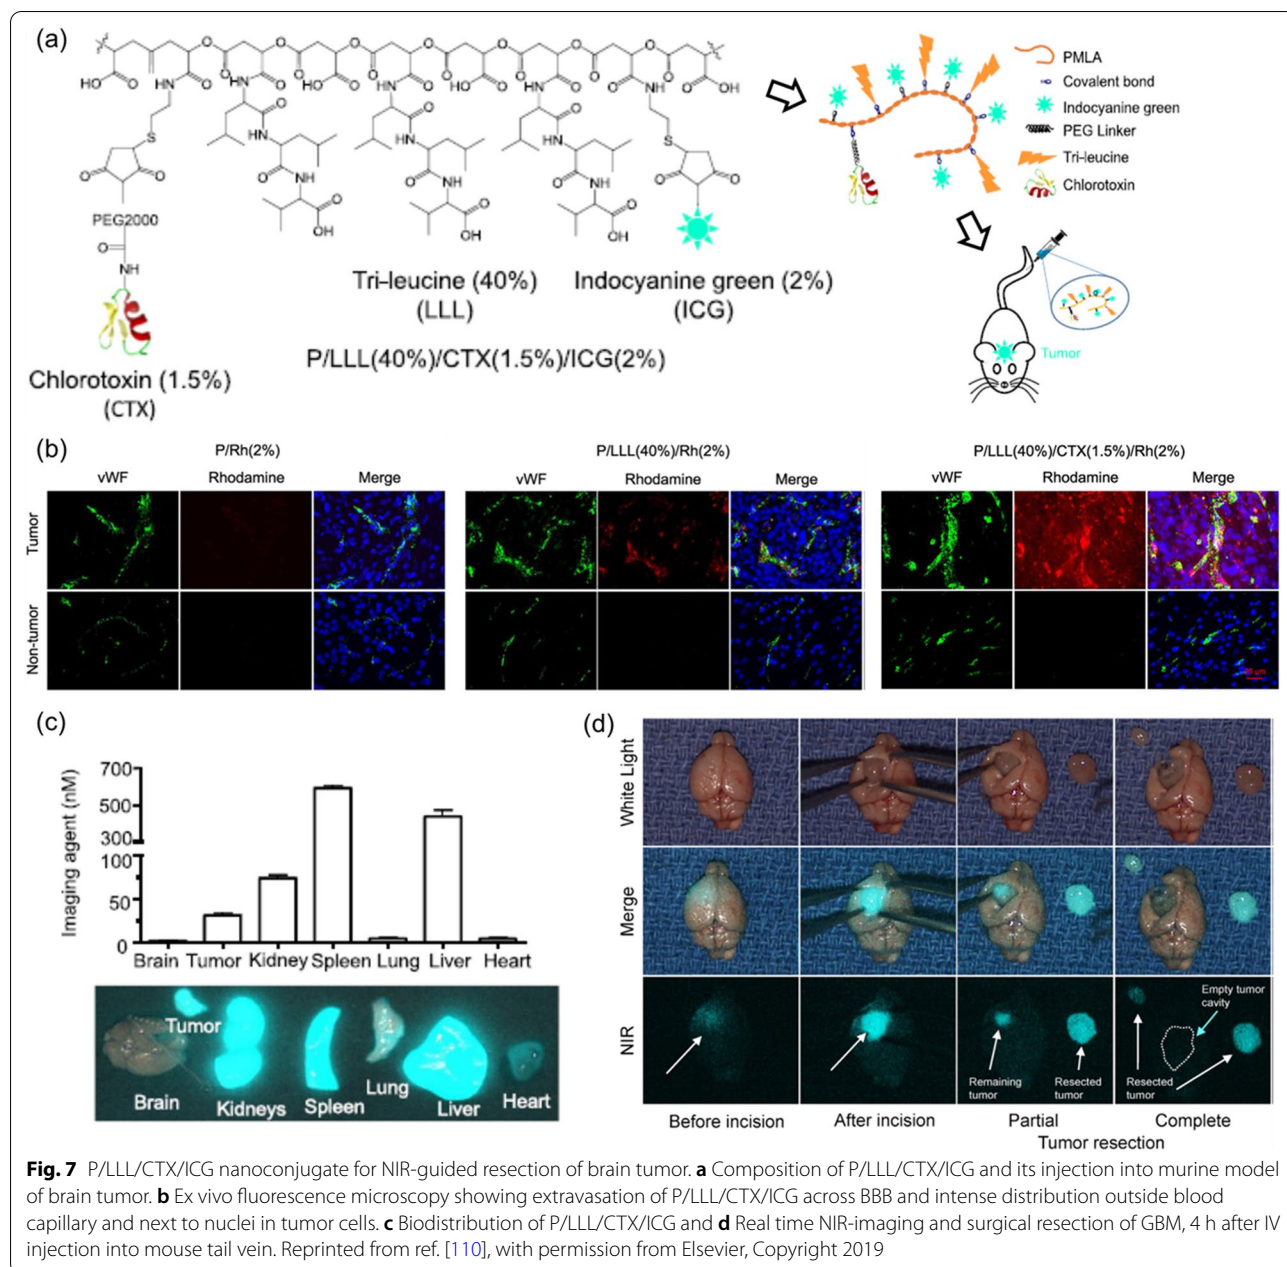 (a)
O O O O O O O
HO O O HN O HN O HO O O HN O HO O O HN O HN O O OH
S HN HN HN S
O O O O O O O O
NH NH NH
PEG2000
O O O O
OH OH OH
O
NH
Tri-leucine (40%)
(LLL)
Indocyanine green (2%)
(ICG)
P/LLL(40%)/CTX(1.5%)/ICG(2%)
Chlorotoxin (1.5%)
(CTX)
PMLA
Covalent bond
Indocyanine green
PEG Linker
Tri-leucine
Chlorotoxin
Tumor
(b)
P/Rh(2%)
P/LLL(40%)/Rh(2%)
P/LLL(40%)/CTX(1.5%)/Rh(2%)
vWF Rhodamine Merge
vWF Rhodamine Merge
vWF Rhodamine Merge
Tumor
Non-tumor
(c)
Imaging agent (nM)
700
500
300
100
50
0
Brain Tumor Kidney Spleen Lung Liver Heart
Tumor
Brain
Kidneys
Spleen
Lung
Liver
Heart
(d)
White Light
Merge
NIR
Remaining
tumor
Resected
tumor
Empty tumor
cavity
Resected
tumor
Before incision
After incision
Partial
Complete
Tumor resection
Fig. 7 P/LLL/CTX/ICG nanoconjugate for NIR-guided resection of brain tumor. a Composition of P/LLL/CTX/ICG and its injection into murine model
of brain tumor. b Ex vivo fluorescence microscopy showing extravasation of P/LLL/CTX/ICG across BBB and intense distribution outside blood
capillary and next to nuclei in tumor cells. c Biodistribution of P/LLL/CTX/ICG and d Real time NIR-imaging and surgical resection of GBM, 4 h after IV
injection into mouse tail vein. Reprinted from ref. [110], with permission from Elsevier, Copyright 2019